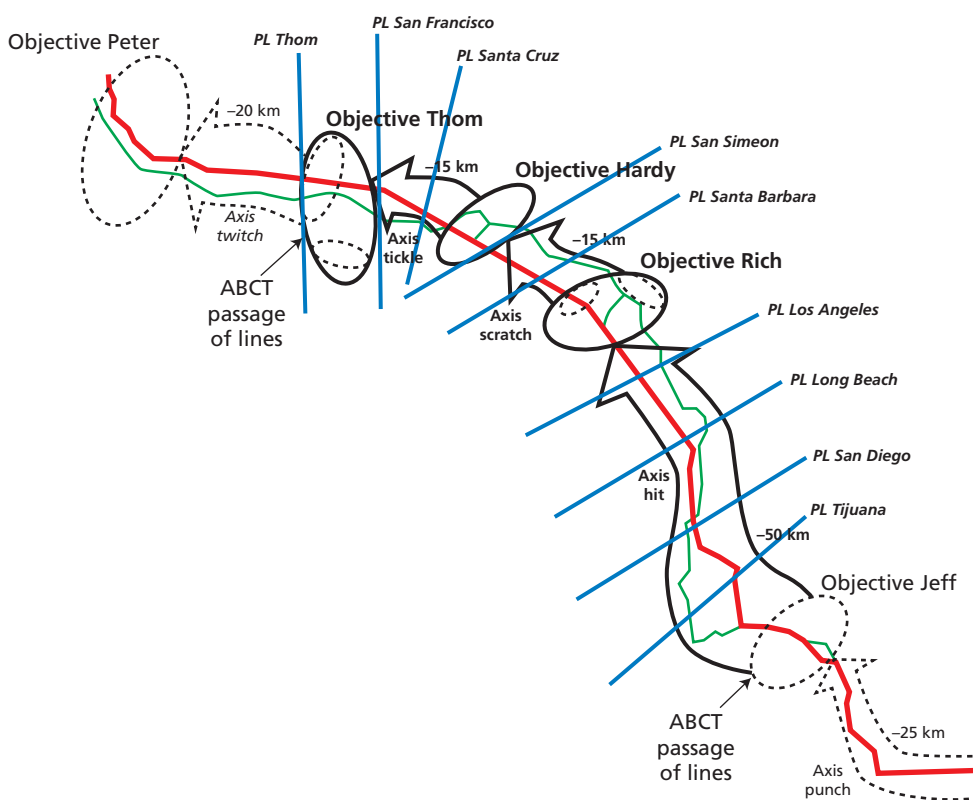 PL San Francisco
Objective Peter
PL Thom
PL Santa Cruz
–20 km
Objective Thom
PL San Simeon
–15 km
Objective Hardy
PL Santa Barbara
Axis
twitch
Axis
tickle
–15 km
Objective Rich
ABCT
passage
of lines
Axis
scratch
PL Los Angeles
PL Long Beach
PL San Diego
Axis
hit
PL Tijuana
–50 km
Objective Jeff
ABCT
passage
of lines
–25 km
Axis
punch